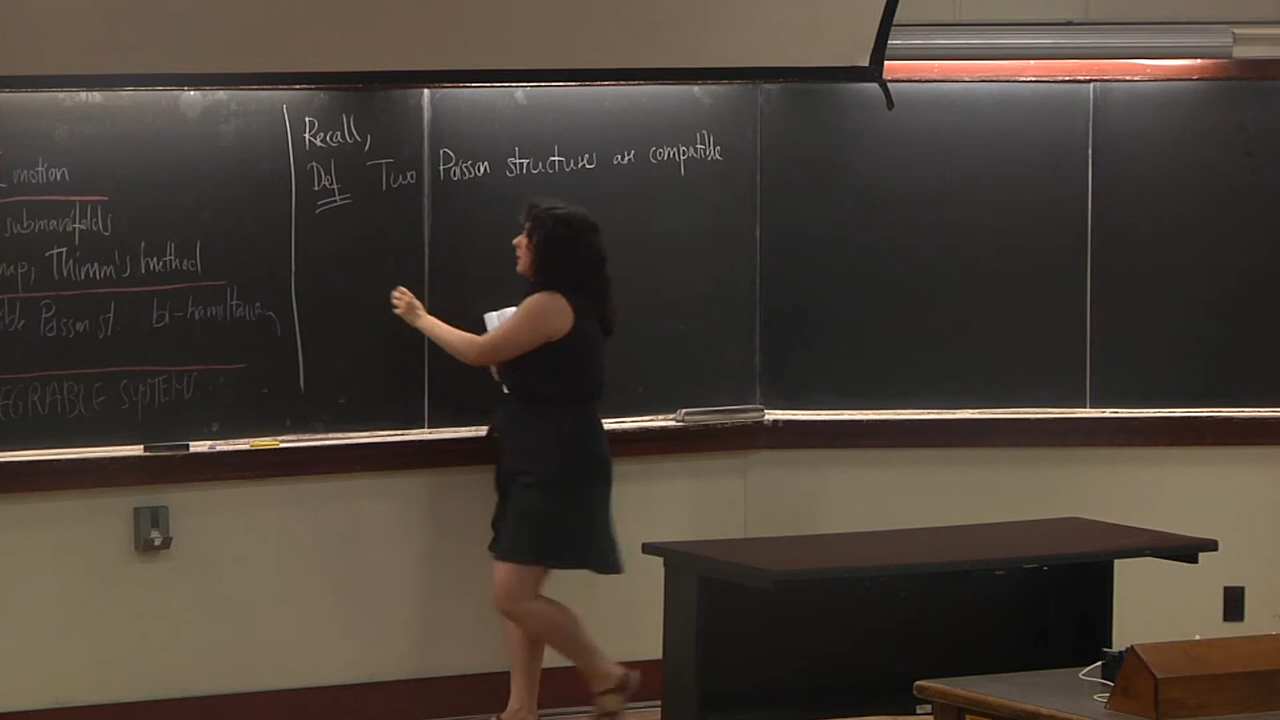 motion
submanifolds
map, Thimm's method
Poisson st. bi-hamiltonian
EGRABLE SYSTEMS
Recall,
Def Two Poisson structures are compatible